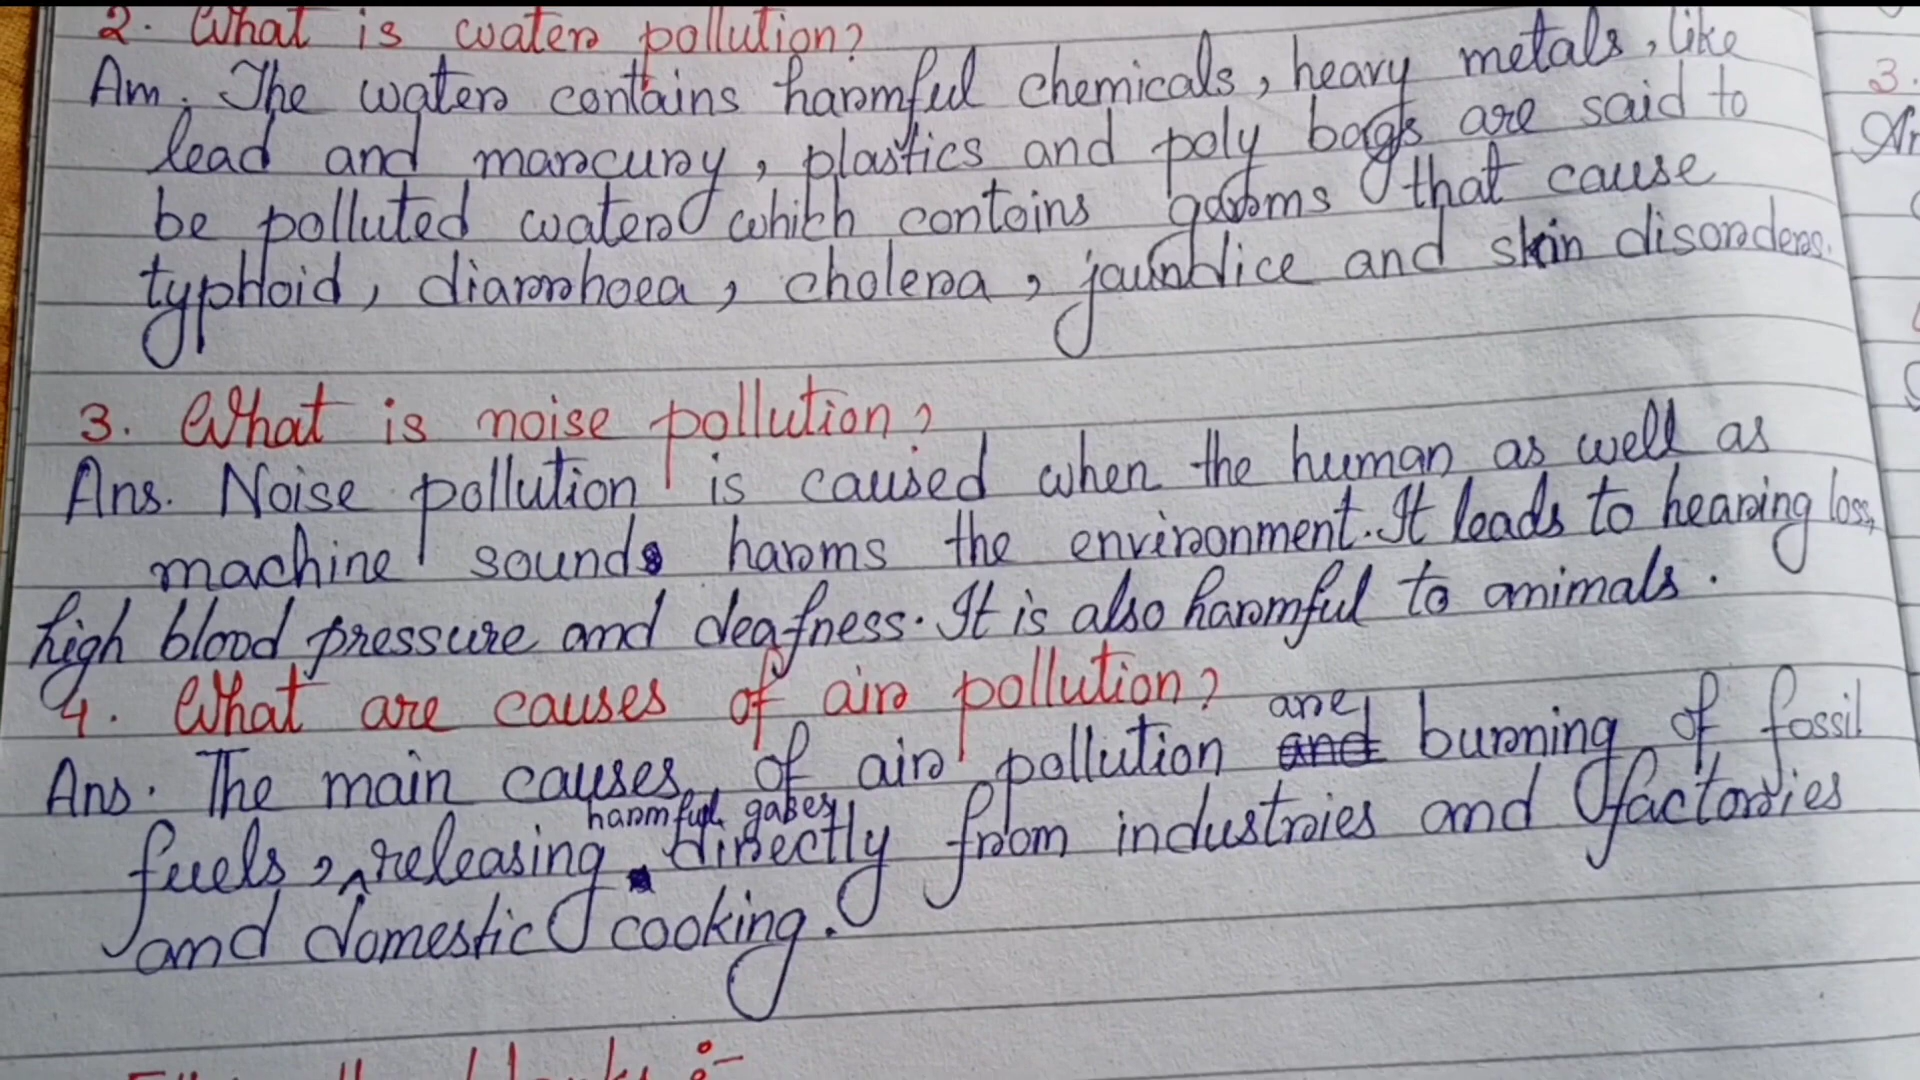 2. What is water pollution?
Ans. The water contains harmful chemicals, heavy metals, like
lead and marcury, plastics and poly bags are said to
be polluted water which contains garms that cause
typhoid, diarrhoea, cholera, jaundice and skin disorders.
3. What is noise pollution?
Ans. Noise pollution is caused when the human as well as
machine sounds harms the environment. It leads to hearing loss,
high blood pressure and deafness. It is also harmful to animals.
4. What are causes of air pollution?
are
Ans. The main causes of air pollution and burning of fossil
harmful gases
fuels, releasing directly from industries and factories
and domestic cooking.
3.